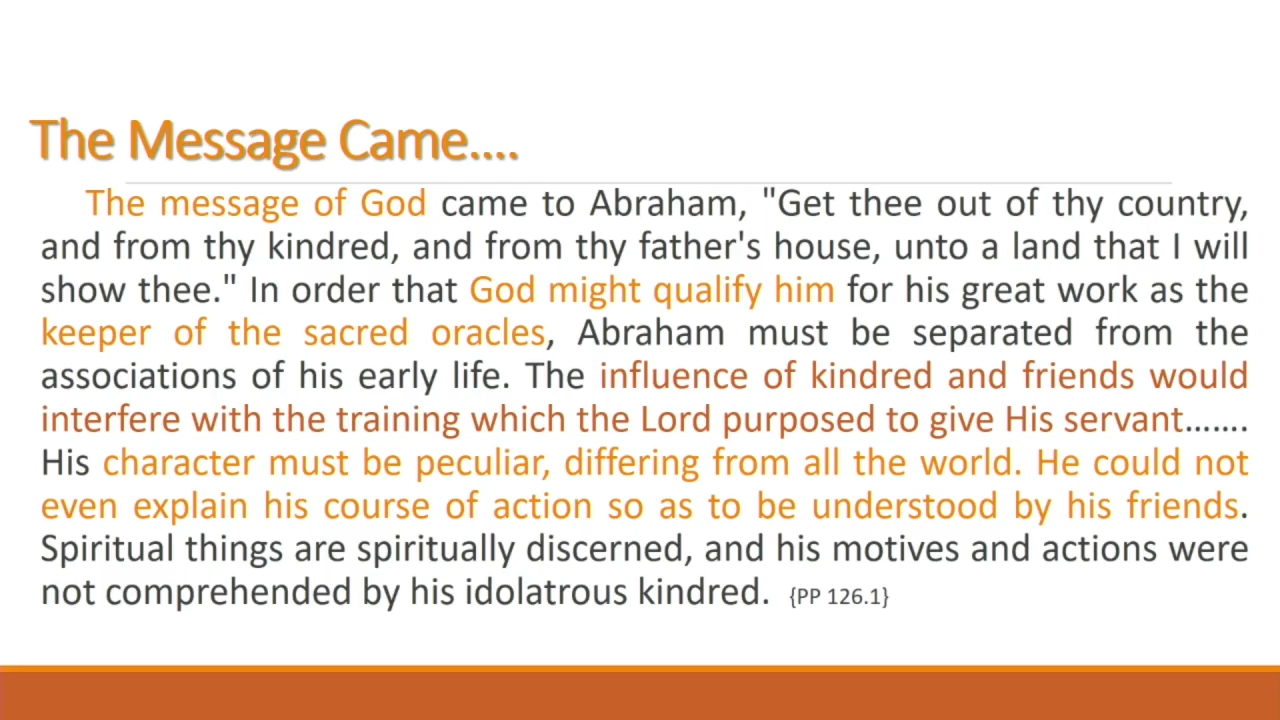 The Message Came....
The message of God came to Abraham, "Get thee out of thy country,
and from thy kindred, and from thy father's house, unto a land that I will
show thee." In order that God might qualify him for his great work as the
keeper of the sacred oracles, Abraham must be separated from the
associations of his early life. The influence of kindred and friends would
interfere with the training which the Lord purposed to give His servant.......
His character must be peculiar, differing from all the world. He could not
even explain his course of action so as to be understood by his friends.
Spiritual things are spiritually discerned, and his motives and actions were
not comprehended by his idolatrous kindred. {PP 126.1}